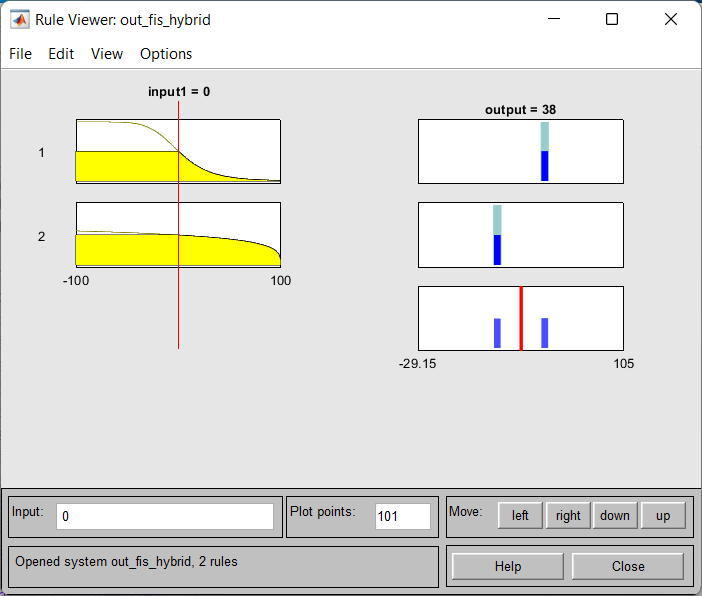 Rule Viewer: out_fis_hybrid
File Edit View Options
input1 = 0
output = 38
1
2
-100 100
-29.15 105
Input: 0
Plot points: 101
Move: left right down up
Opened system out_fis_hybrid, 2 rules
Help Close